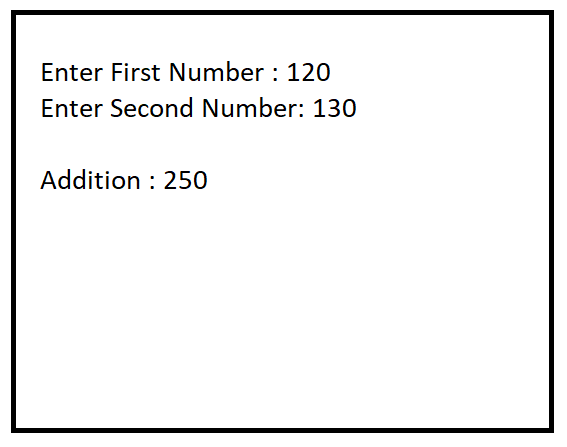 Enter First Number : 120
Enter Second Number: 130
Addition : 250